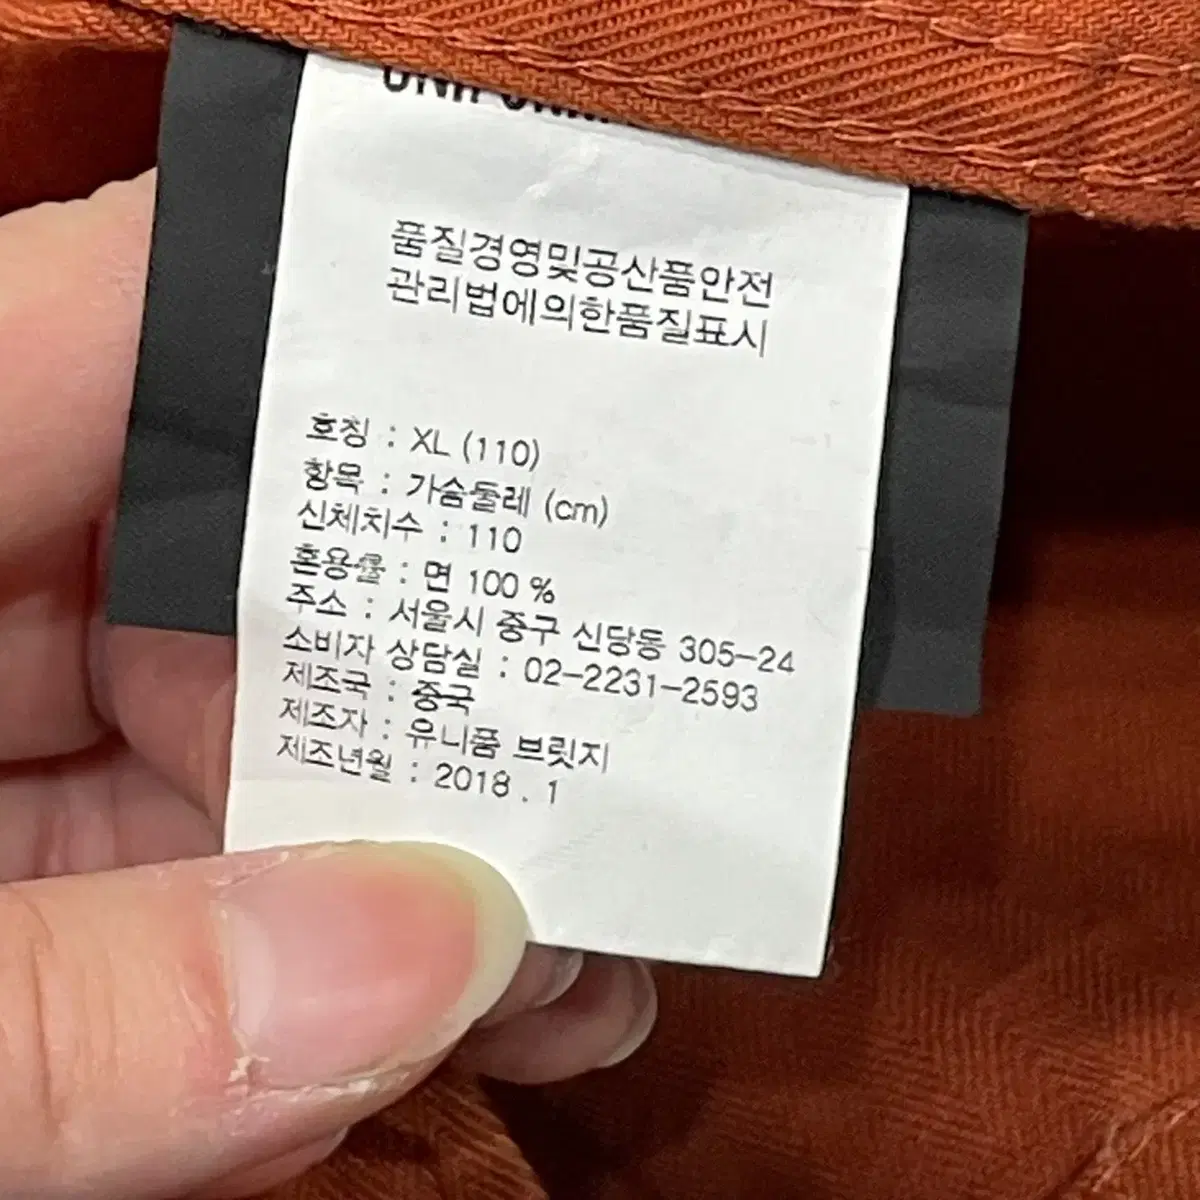 품질경영및공산품안전
관리법에의한품질표시
호칭 : XL (110)
항목 : 가슴둘레 (cm)
신체치수 : 110
혼용률 : 면 100 %
주소 : 서울시 중구 신당동 305-24
소비자 상담실 : 02-2231-2593
제조국 : 중국
제조자 : 유니폼 브릿지
제조년월 : 2018 . 1